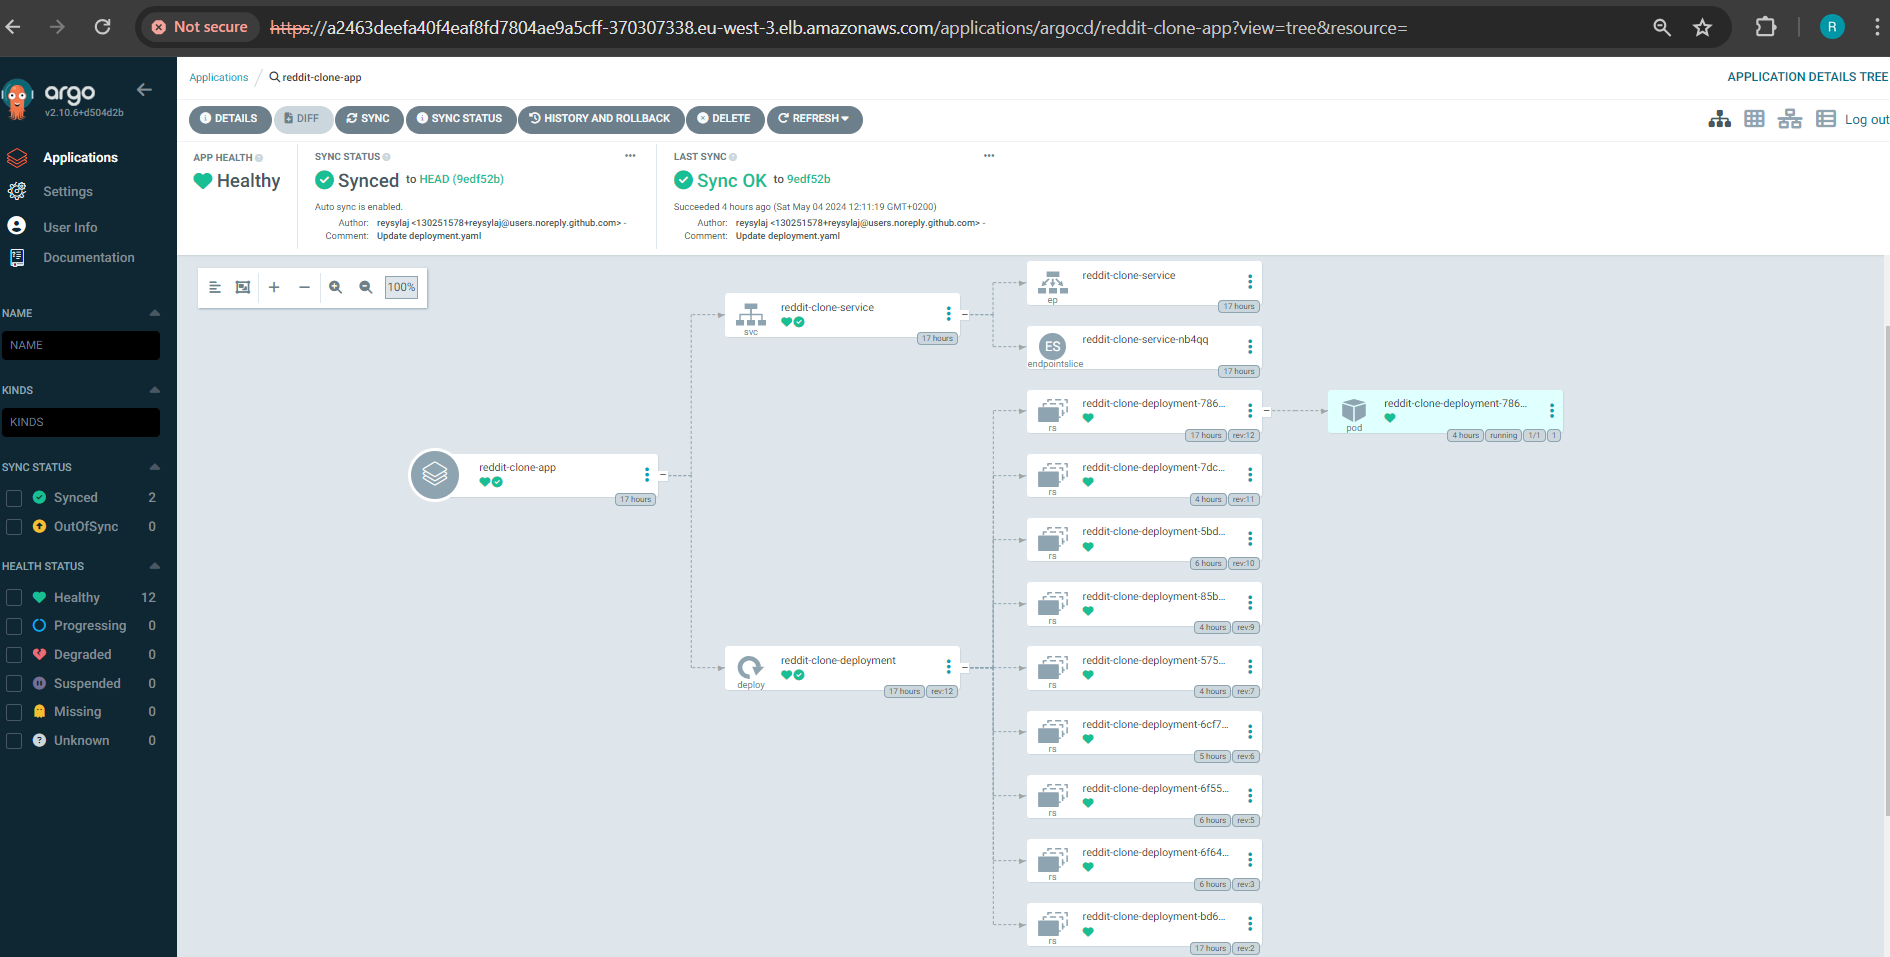 Not secure https://a2463deefa40f4eaf8fd7804ae9a5cff-370307338.eu-west-3.elb.amazonaws.com/applications/argocd/reddit-clone-app?view=tree&resource= R
argo
v2.10.6+d504d2b
Applications
Settings
User Info
Documentation
NAME
NAME
KINDS
KINDS
SYNC STATUS
Synced 2
OutOfSync 0
HEALTH STATUS
Healthy 12
Progressing 0
Degraded 0
Suspended 0
Missing 0
Unknown 0
Applications / reddit-clone-app
APPLICATION DETAILS TREE
DETAILS DIFF SYNC SYNC STATUS HISTORY AND ROLLBACK DELETE REFRESH
Log out
APP HEALTH
Healthy
SYNC STATUS
Synced to HEAD (9edf52b)
Auto sync is enabled.
Author: reysylaj <130251578+reysylaj@users.noreply.github.com> -
Comment: Update deployment.yaml
LAST SYNC
Sync OK to 9edf52b
Succeeded 4 hours ago (Sat May 04 2024 12:11:19 GMT+0200)
Author: reysylaj <130251578+reysylaj@users.noreply.github.com> -
Comment: Update deployment.yaml
100%
reddit-clone-app
17 hours
svc
reddit-clone-service
17 hours
deploy
reddit-clone-deployment
17 hours rev:12
ep
reddit-clone-service
17 hours
ES
endpointslice
reddit-clone-service-nb4qq
17 hours
rs
reddit-clone-deployment-786...
17 hours rev:12
pod
reddit-clone-deployment-786...
4 hours running 1/1 1
rs
reddit-clone-deployment-7dc...
4 hours rev:11
rs
reddit-clone-deployment-5bd...
6 hours rev:10
rs
reddit-clone-deployment-85b...
4 hours rev:9
rs
reddit-clone-deployment-575...
4 hours rev:7
rs
reddit-clone-deployment-6cf7...
5 hours rev:6
rs
reddit-clone-deployment-6f55...
6 hours rev:5
rs
reddit-clone-deployment-6f64...
6 hours rev:3
rs
reddit-clone-deployment-bd6...
17 hours rev:2